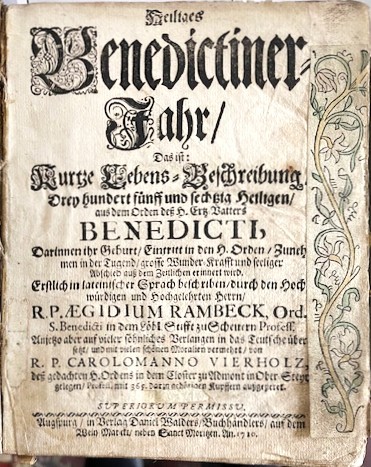 Heiliges
Benedictiner-
Jahr/
Das ist:
Kurtze Lebens-Beschreibung
Drey hundert fünff und sechtzig Heiligen/
aus dem Orden deß H. Ertz Vatters
BENEDICTI,
Darinnen ihr Geburt/ Eintritt in den H. Orden/ Zuneh
men in der Tugend/ grosse Wunder-Krafft und seeliger
Abschied auß dem Zeitlichen erinnert wird.
Erstlich in lateinischer Sprach beschriben/ durch den Hoch
würdigen und Hochgelehrten Herrn/
R. P. ÆGIDIUM RAMBECK, Ord.
S. Benedicti in dem Löbl. Stifft zu Scheuern Profess.
Anjetzo aber auf vieler sehnliches Verlangen in das Teutsche über
setzt/ und mit vielen schönen Moralien vermehret/ von
R. P. CAROLOMANNO VIERHOLZ,
deß gedachten H. Ordens in dem Closter zu Admont in Ober-Steyr
gelegen/ Profess. mit 365. darzu gehörigen Kupffern außgezieret.
SUPERIORUM PERMISSU.
Augspurg/ in Verlag Daniel Walders/ Buchhändlers/ auf dem
Wein Marckt/ neben Sanct Moritzen. An. 1710.